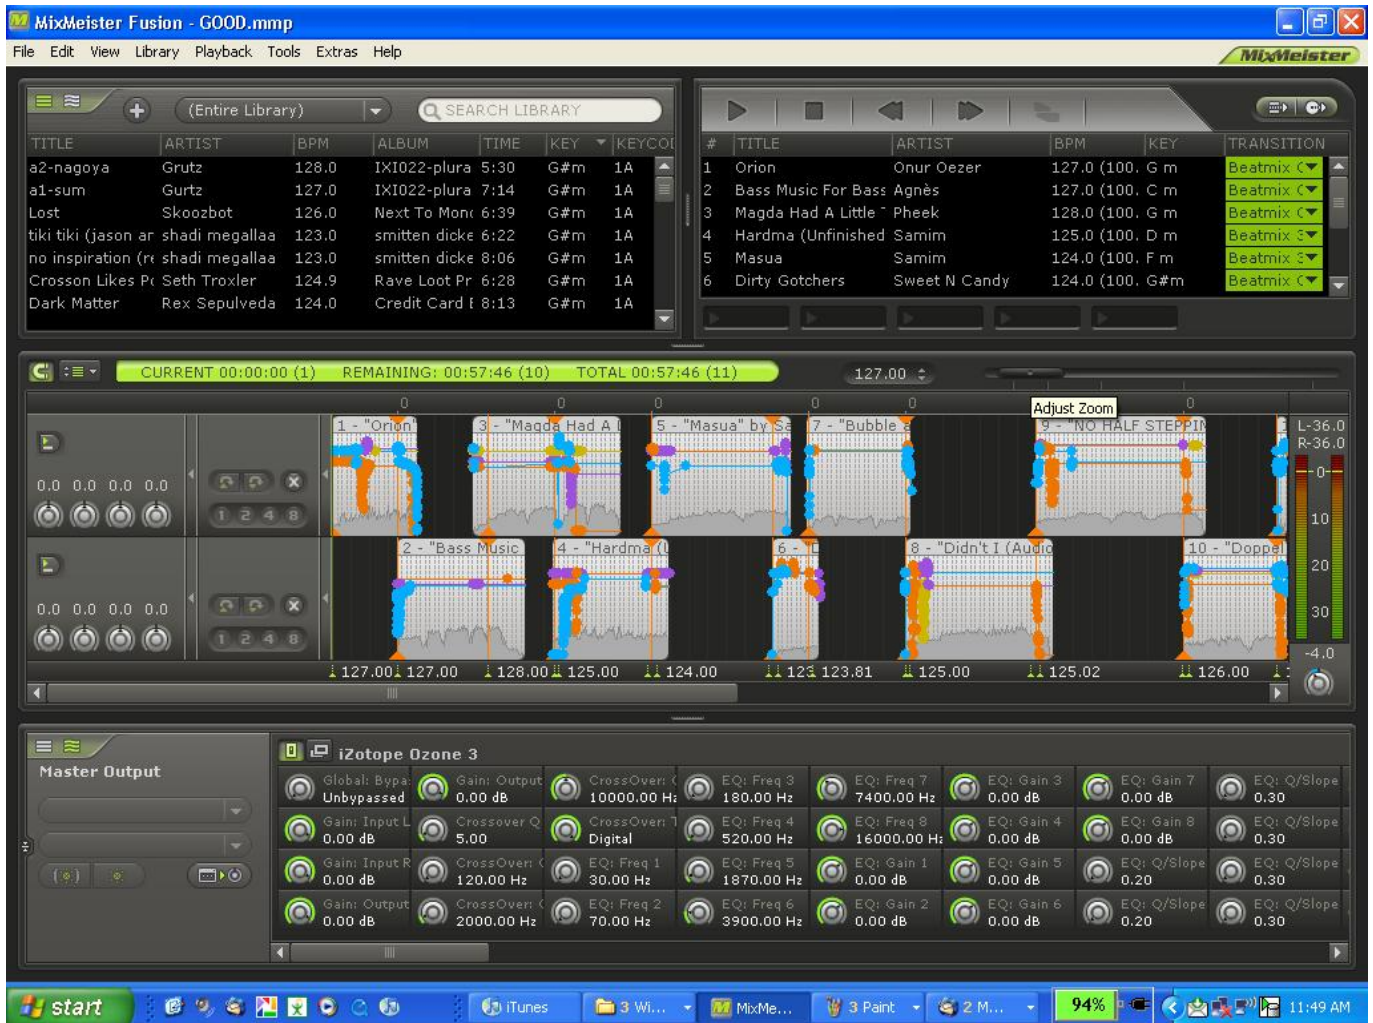 MixMeister Fusion - GOOD.mmp
File Edit View Library Playback Tools Extras Help
MixMeister
(Entire Library) SEARCH LIBRARY
TITLE ARTIST BPM ALBUM TIME KEY KEYCOD
a2-nagoya Grutz 128.0 IXI022-plura 5:30 G#m 1A
a1-sum Gurtz 127.0 IXI022-plura 7:14 G#m 1A
Lost Skoozbot 126.0 Next To Mono 6:39 G#m 1A
tiki tiki (jason ar shadi megallaa 123.0 smitten dicke 6:22 G#m 1A
no inspiration (re shadi megallaa 123.0 smitten dicke 8:06 G#m 1A
Crosson Likes Po Seth Troxler 124.9 Rave Loot Pr 6:28 G#m 1A
Dark Matter Rex Sepulveda 124.0 Credit Card 8:13 G#m 1A
# TITLE ARTIST BPM KEY TRANSITION
1 Orion Onur Oezer 127.0 (100. G m Beatmix
2 Bass Music For Bass Agnès 127.0 (100. C m Beatmix
3 Magda Had A Little Pheek 128.0 (100. G m Beatmix
4 Hardma (Unfinished Samim 125.0 (100. D m Beatmix 3
5 Masua Samim 124.0 (100. F m Beatmix 3
6 Dirty Gotchers Sweet N Candy 124.0 (100. G#m Beatmix
CURRENT 00:00:00 (1) REMAINING: 00:57:46 (10) TOTAL 00:57:46 (11) 127.00
0 0 0 0 0 0
Adjust Zoom
1 - "Orion" 3 - "Magda Had A 5 - "Masua" by Sa 7 - "Bubble 9 - "NO HALF STEPPIN
L-36.0
R-36.0
0.0 0.0 0.0 0.0
1 2 4 8
0
10
20
30
-4.0
2 - "Bass Music 4 - "Hardma (U 6 - "D 8 - "Didn't I (Audio 10 - "Doppel
0.0 0.0 0.0 0.0
1 2 4 8
127.00 127.00 128.00 125.00 124.00 123 123.81 125.00 125.02 126.00
Master Output
iZotope Ozone 3
Global: Bypa Gain: Output CrossOver: EQ: Freq 3 EQ: Freq 7 EQ: Gain 3 EQ: Gain 7 EQ: Q/Slope
Unbypassed 0.00 dB 10000.00 Hz 180.00 Hz 7400.00 Hz 0.00 dB 0.00 dB 0.30
Gain: Input L Crossover Q CrossOver: T EQ: Freq 4 EQ: Freq 8 EQ: Gain 4 EQ: Gain 8 EQ: Q/Slope
0.00 dB 5.00 Digital 520.00 Hz 16000.00 Hz 0.00 dB 0.00 dB 0.30
Gain: Input R CrossOver: EQ: Freq 1 EQ: Freq 5 EQ: Gain 1 EQ: Gain 5 EQ: Q/Slope EQ: Q/Slope
0.00 dB 120.00 Hz 30.00 Hz 1870.00 Hz 0.00 dB 0.00 dB 0.20 0.30
Gain: Output CrossOver: EQ: Freq 2 EQ: Freq 6 EQ: Gain 2 EQ: Gain 6 EQ: Q/Slope EQ: Q/Slope
0.00 dB 2000.00 Hz 70.00 Hz 3900.00 Hz 0.00 dB 0.00 dB 0.20 0.30
start iTunes 3 Wi... MixMe... 3 Paint 2 M... 94% 11:49 AM